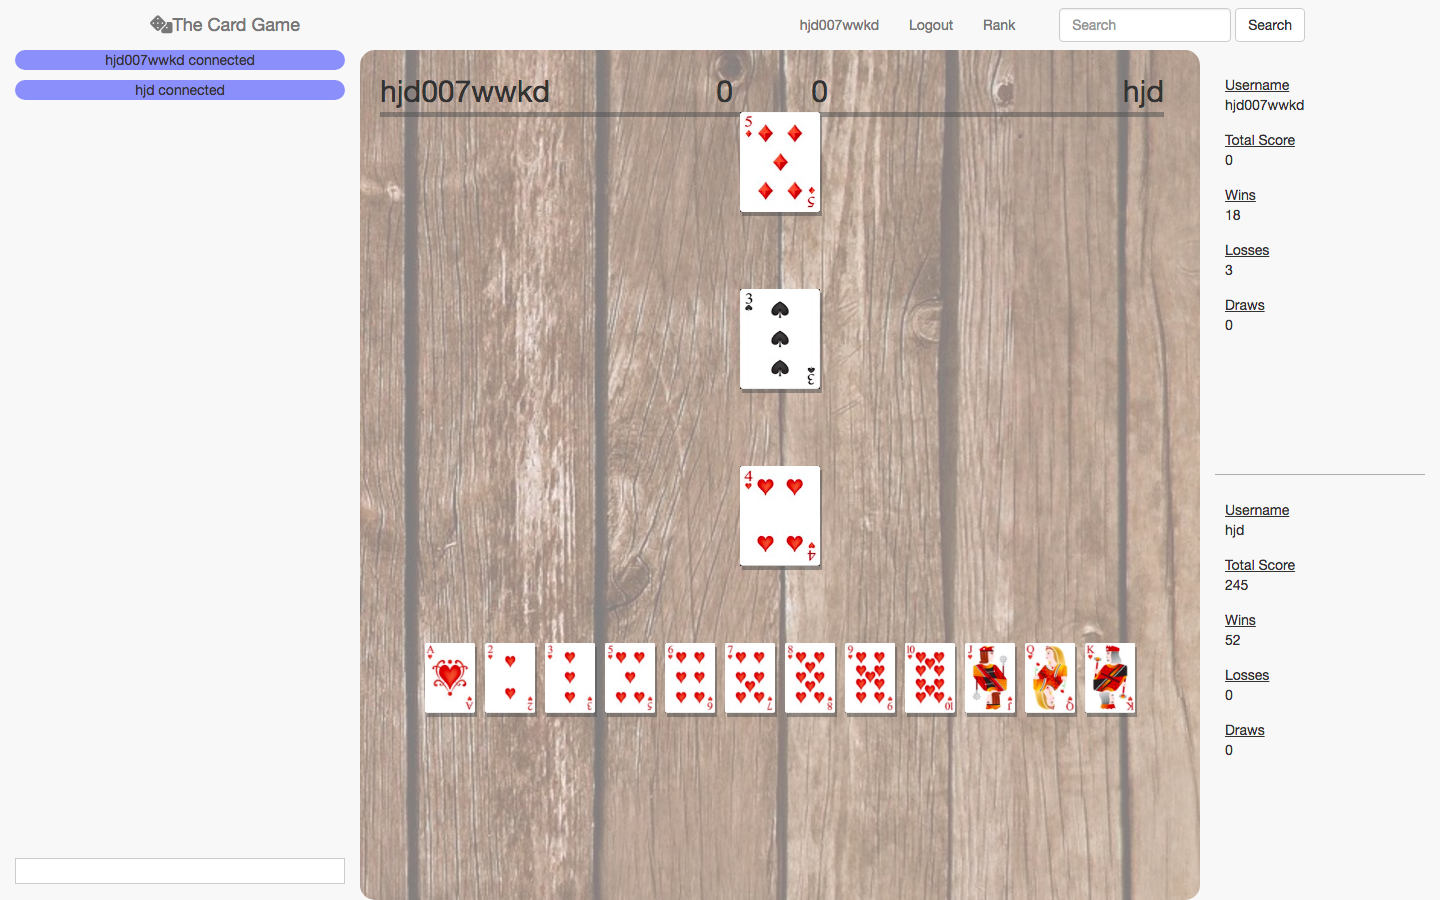 The Card Game
hjd007wwkd
Logout
Rank
Search
Search
hjd007wwkd connected
hjd connected
hjd007wwkd
0
0
hjd
5
5
3
3
4
4
A
A
2
2
3
3
5
5
6
6
7
7
8
8
9
9
10
10
J
J
Q
Q
K
K
Username
hjd007wwkd
Total Score
0
Wins
18
Losses
3
Draws
0
Username
hjd
Total Score
245
Wins
52
Losses
0
Draws
0